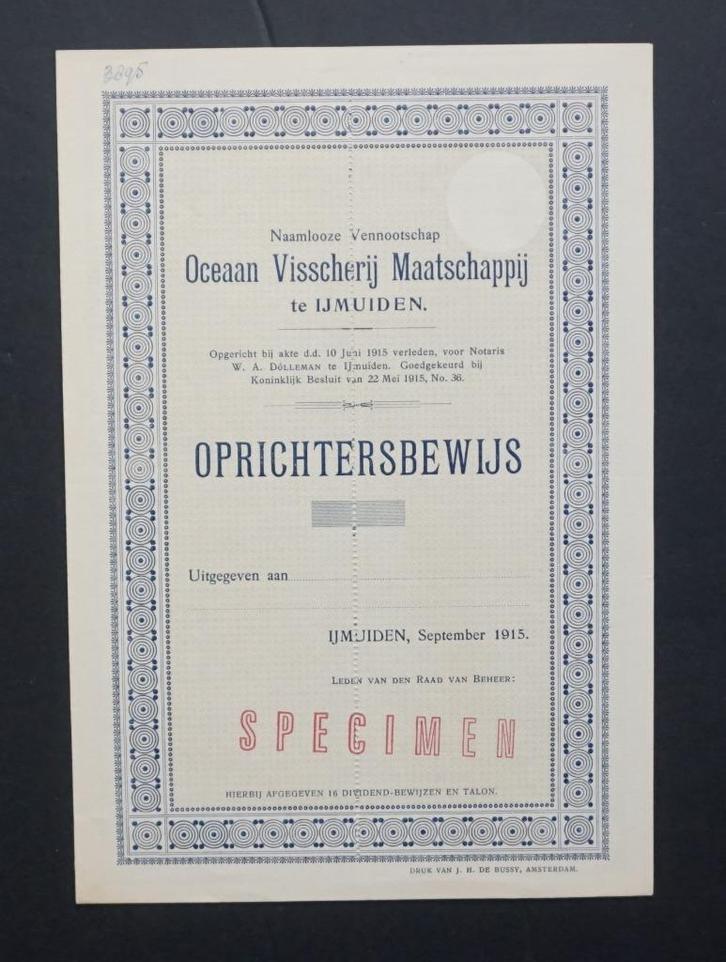 3895
Naamlooze Vennootschap
Oceaan Visscherij Maatschappij
te IJMUIDEN.
Opgericht bij akte d.d. 10 Juni 1915 verleden, voor Notaris
W. A. DÓLLEMAN te IJmuiden. Goedgekeurd bij
Koninklijk Besluit van 22 Mei 1915, No. 36.
OPRICHTERSBEWIJS
Uitgegeven aan
IJMUIDEN, September 1915.
LEDEN VAN DEN RAAD VAN BEHEER:
SPECIMEN
HIERBIJ AFGEGEVEN 16 DIVIDEND-BEWIJZEN EN TALON.
DRUK VAN J. H. DE BUSSY, AMSTERDAM.